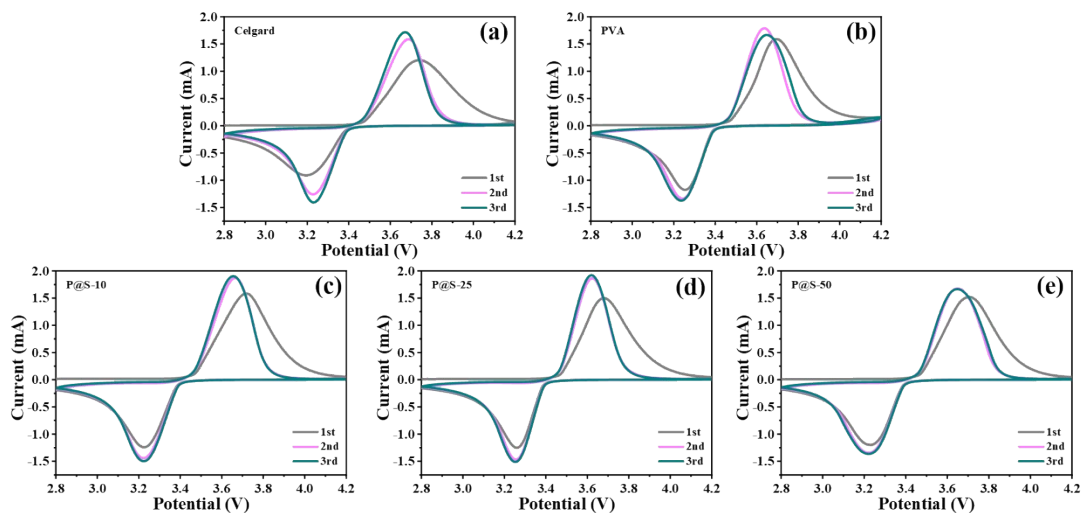 Celgard
(a)
2.0
1.5
1.0
0.5
0.0
-0.5
-1.0
-1.5
Current (mA)
1st
2nd
3rd
2.8 3.0 3.2 3.4 3.6 3.8 4.0 4.2
Potential (V)
PVA
(b)
2.0
1.5
1.0
0.5
0.0
-0.5
-1.0
-1.5
Current (mA)
1st
2nd
3rd
2.8 3.0 3.2 3.4 3.6 3.8 4.0 4.2
Potential (V)
P@S-10
(c)
2.0
1.5
1.0
0.5
0.0
-0.5
-1.0
-1.5
Current (mA)
1st
2nd
3rd
2.8 3.0 3.2 3.4 3.6 3.8 4.0 4.2
Potential (V)
P@S-25
(d)
2.0
1.5
1.0
0.5
0.0
-0.5
-1.0
-1.5
Current (mA)
1st
2nd
3rd
2.8 3.0 3.2 3.4 3.6 3.8 4.0 4.2
Potential (V)
P@S-50
(e)
2.0
1.5
1.0
0.5
0.0
-0.5
-1.0
-1.5
Current (mA)
1st
2nd
3rd
2.8 3.0 3.2 3.4 3.6 3.8 4.0 4.2
Potential (V)